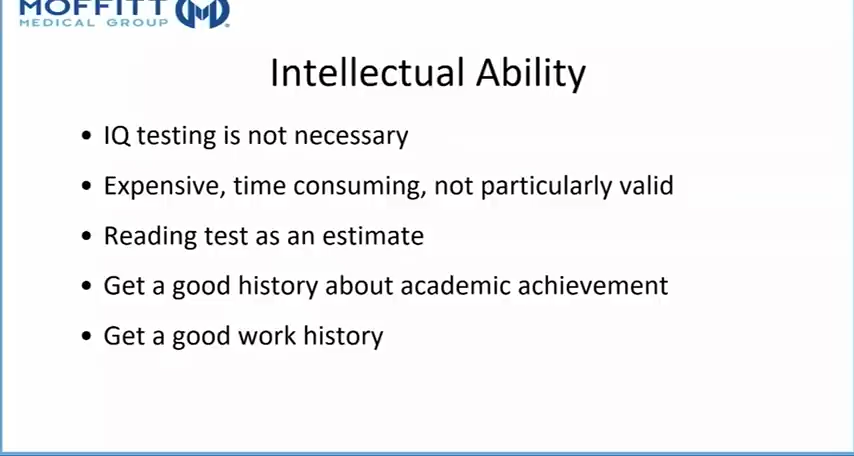 MOFFITT
MEDICAL GROUP
Intellectual Ability
• IQ testing is not necessary
• Expensive, time consuming, not particularly valid
• Reading test as an estimate
• Get a good history about academic achievement
• Get a good work history